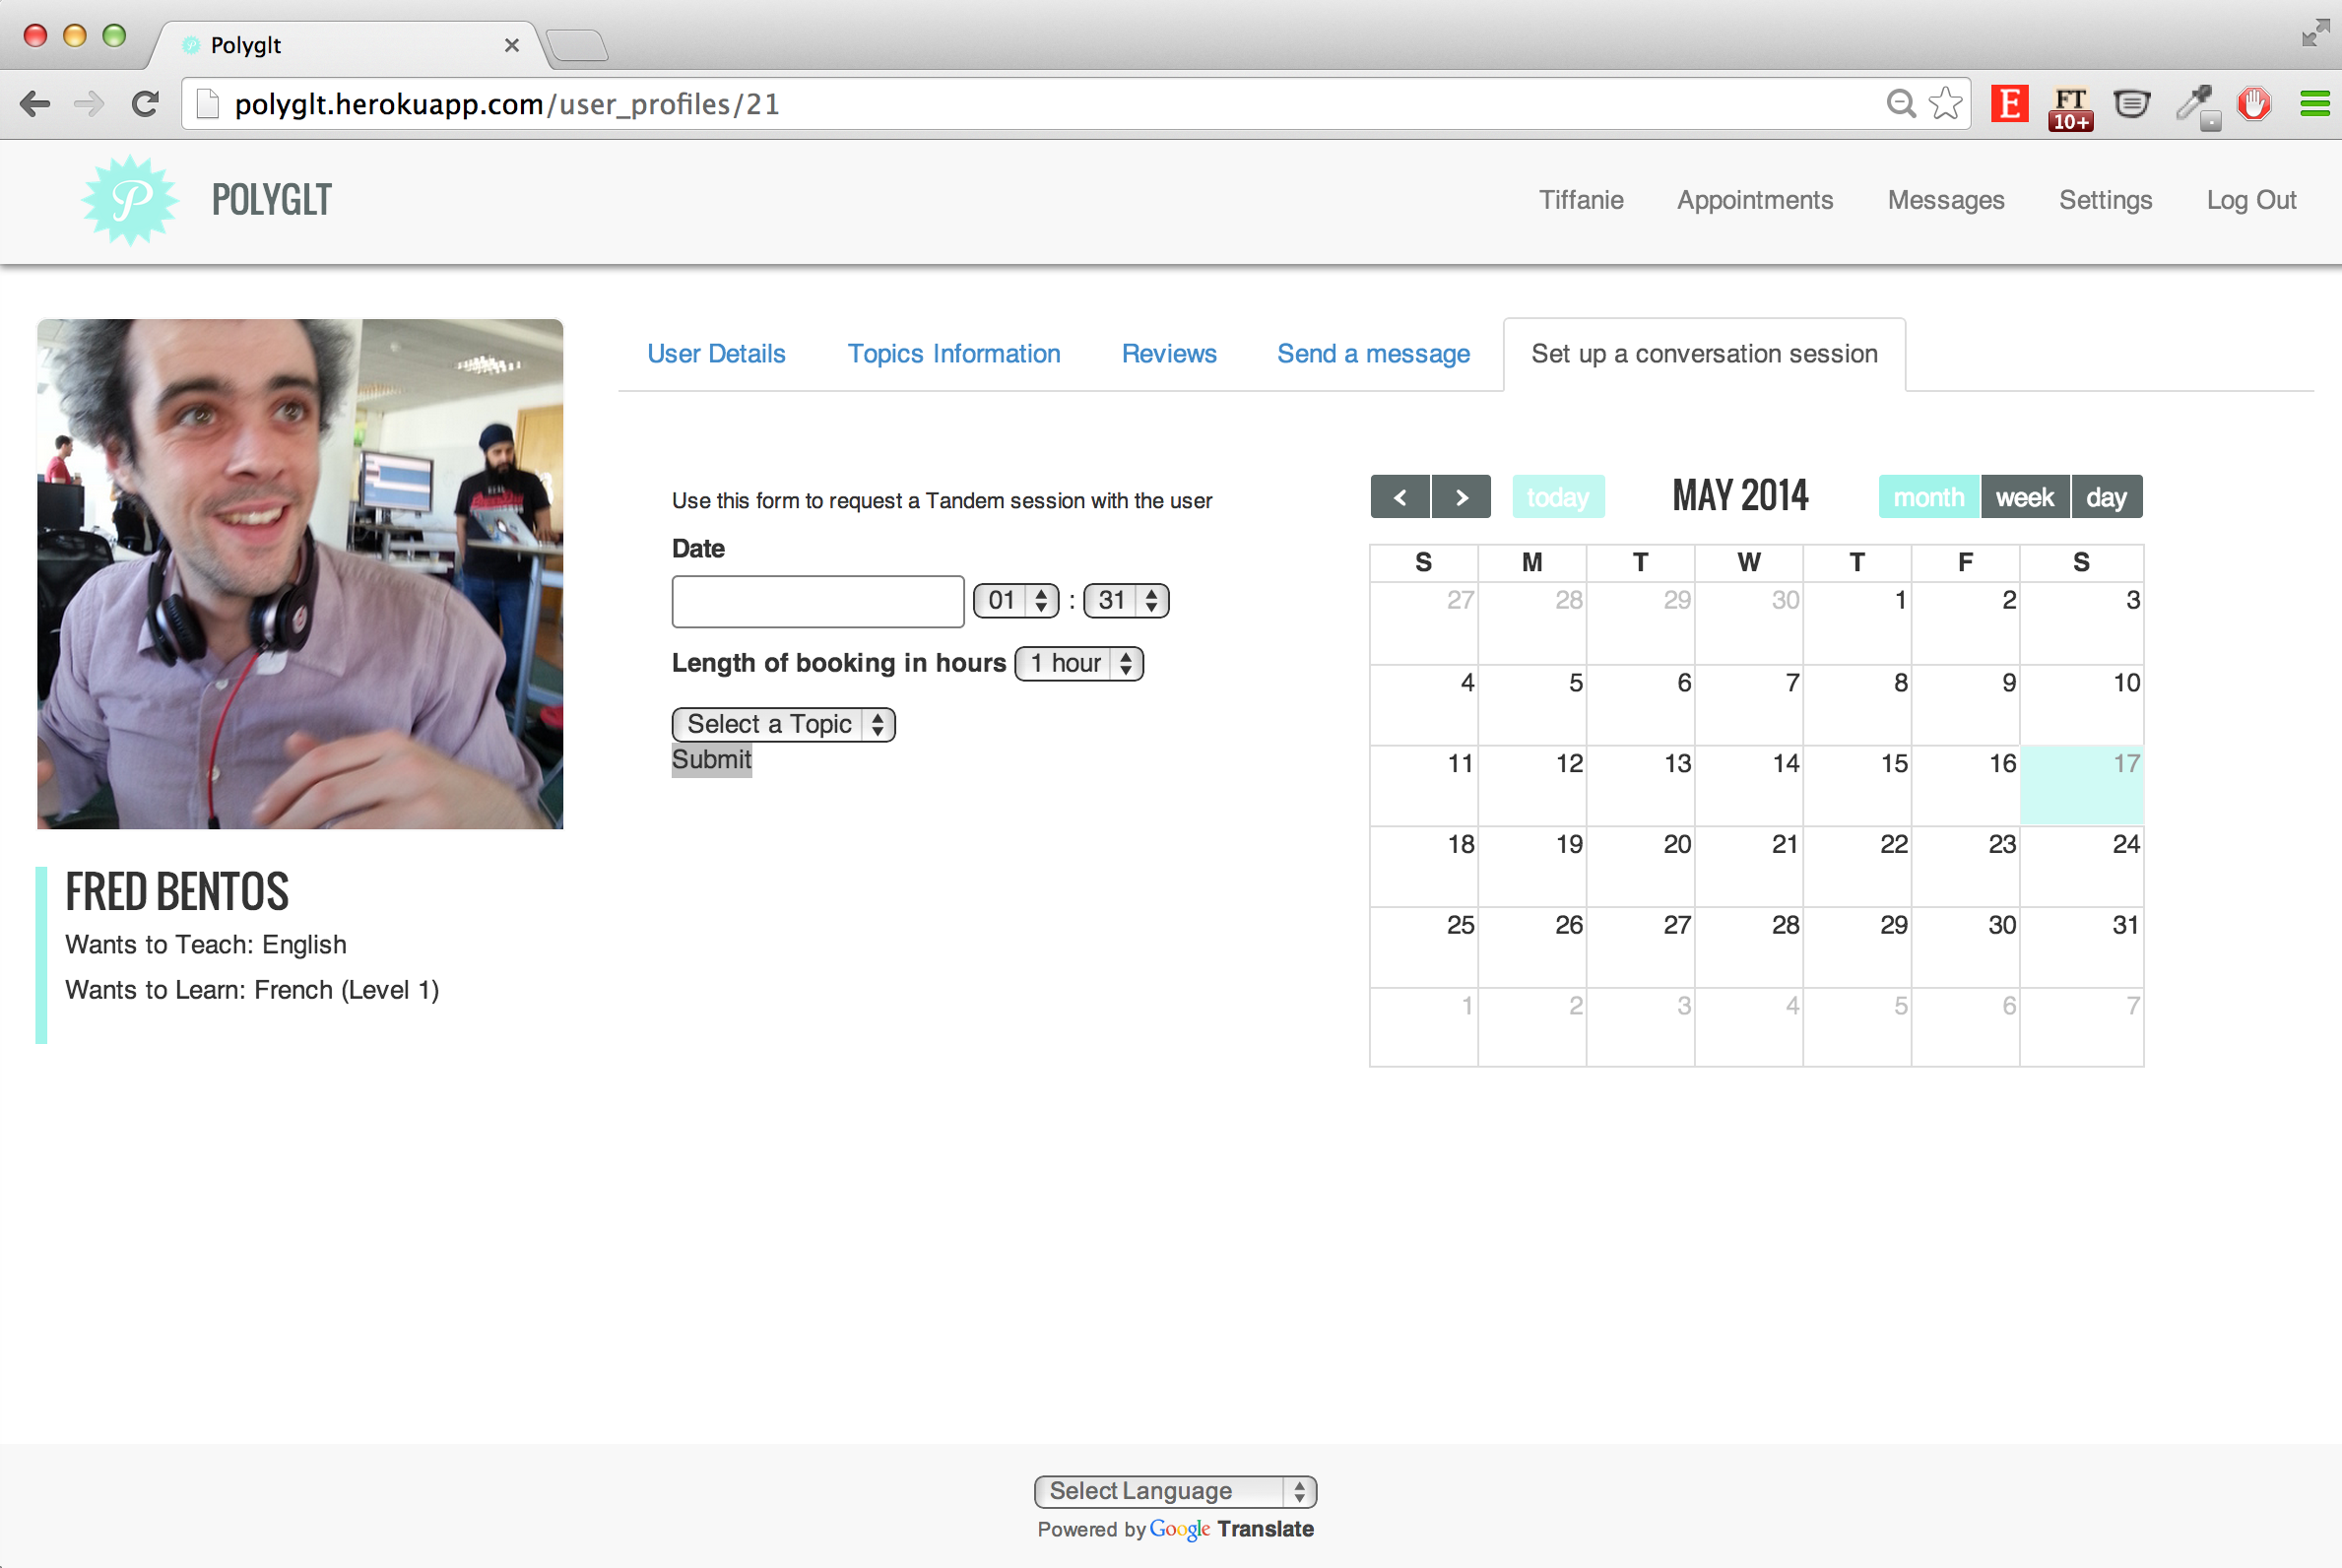 Polyglt
polyglt.herokuapp.com/user_profiles/21
E
FT
10+
P
POLYGLT
Tiffanie Appointments Messages Settings Log Out
User Details Topics Information Reviews Send a message Set up a conversation session
Use this form to request a Tandem session with the user
Date
01 : 31
Length of booking in hours 1 hour
Select a Topic
Submit
< > today MAY 2014 month week day
S M T W T F S
27 28 29 30 1 2 3
4 5 6 7 8 9 10
11 12 13 14 15 16 17
18 19 20 21 22 23 24
25 26 27 28 29 30 31
1 2 3 4 5 6 7
FRED BENTOS
Wants to Teach: English
Wants to Learn: French (Level 1)
Select Language
Powered by Google Translate